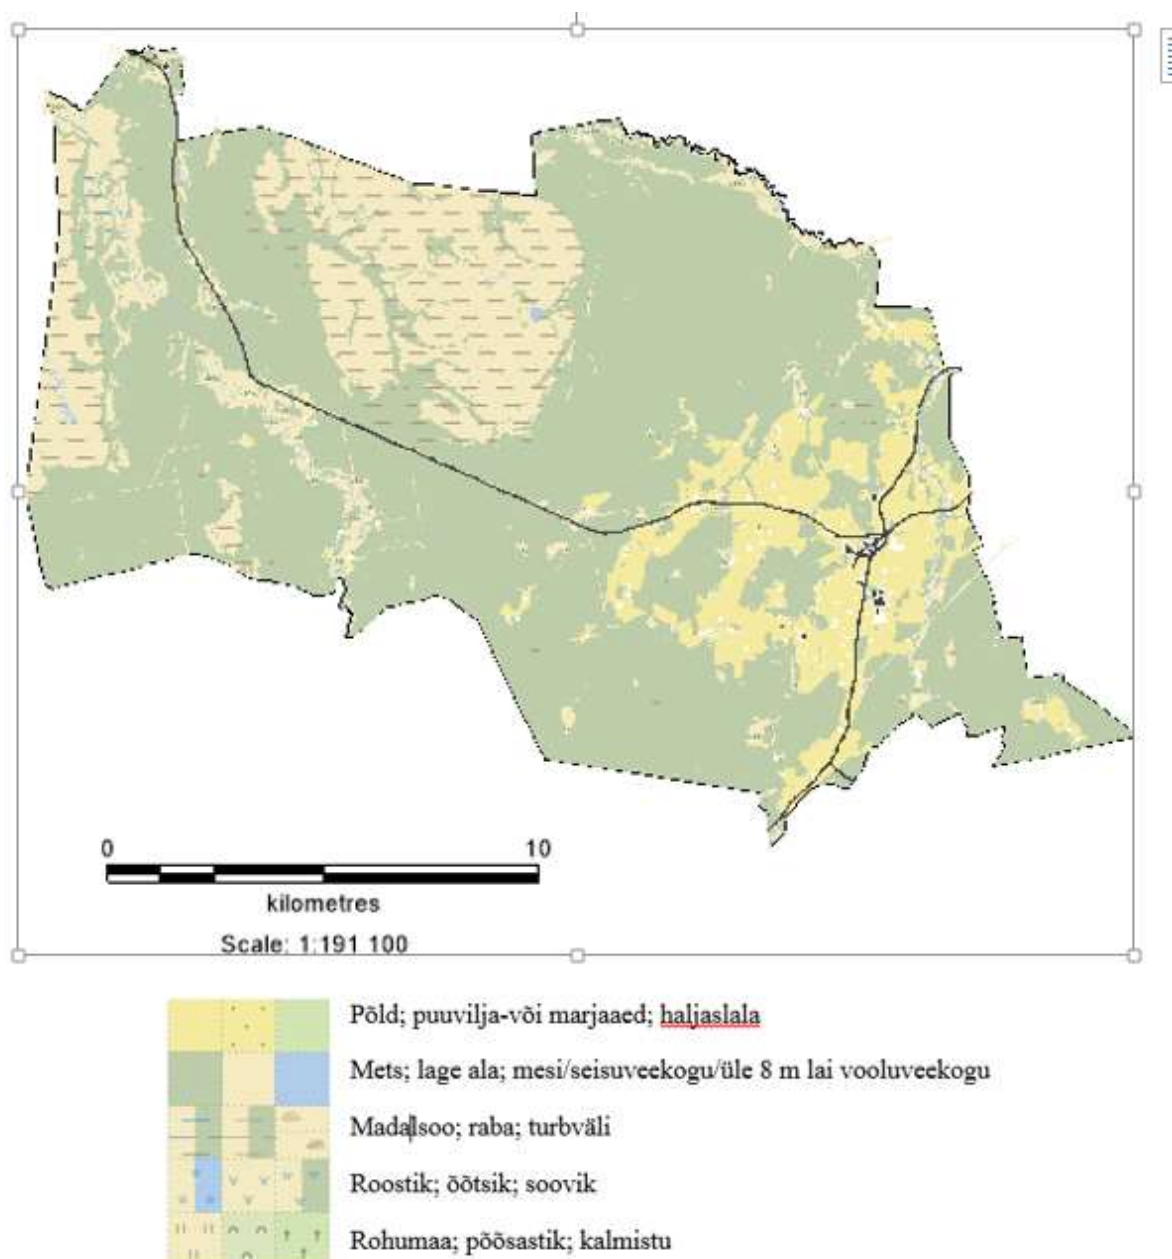 0 10
kilometres
Scale: 1:191 100
Põld; puuvilja-või marjaaed; haljaslala
Mets; lage ala; mesi/seisuveekogu/üle 8 m lai vooluveekogu
Madalsoo; raba; turbväli
Roostik; õõtsik; soovik
Rohumaa; põõsastik; kalmistu